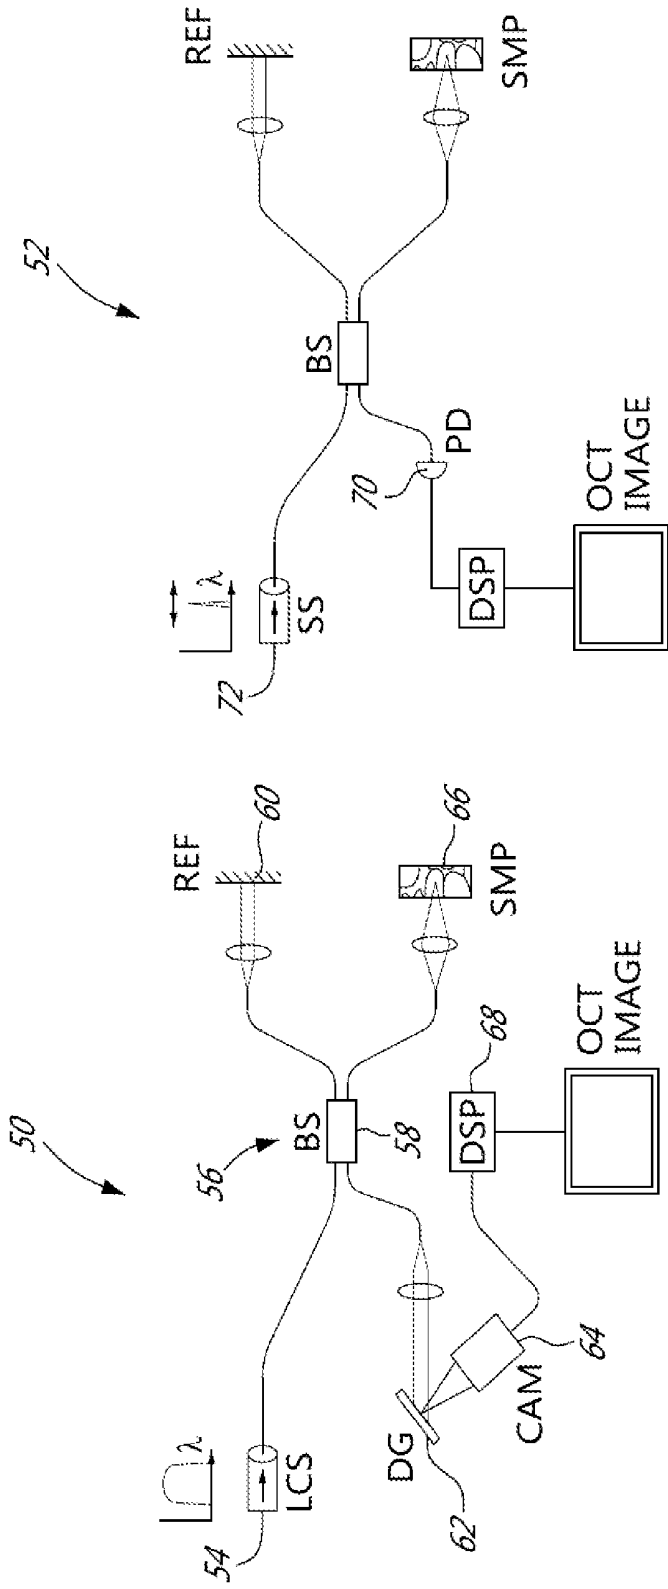 50
54
λ
LCS
56
BS
58
REF
60
66
SMP
DG
62
CAM
64
DSP
68
OCT
IMAGE
52
72
λ
SS
BS
REF
SMP
70
PD
DSP
OCT
IMAGE